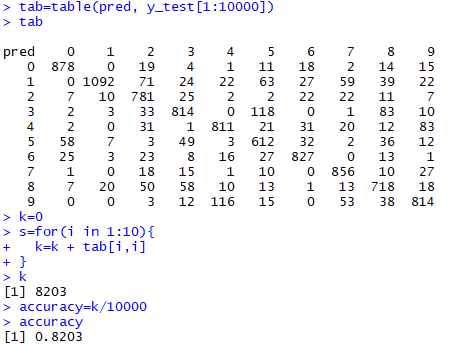 > tab=table(pred, y_test[1:10000])
> tab

pred    0    1    2    3    4    5    6    7    8    9
   0  878    0   19    4    1   11   18    2   14   15
   1    0 1092   71   24   22   63   27   59   39   22
   2    7   10  781   25    2    2   22   22   11    7
   3    2    3   33  814    0  118    0    1   83   10
   4    2    0   31    1  811   21   31   20   12   83
   5   58    7    3   49    3  612   32    2   36   12
   6   25    3   23    8   16   27  827    0   13    1
   7    1    0   18   15    1   10    0  856   10   27
   8    7   20   50   58   10   13    1   13  718   18
   9    0    0    3   12  116   15    0   53   38  814
> k=0
> s=for(i in 1:10){
+   k=k + tab[i,i]
+ }
> k
[1] 8203
> accuracy=k/10000
> accuracy
[1] 0.8203